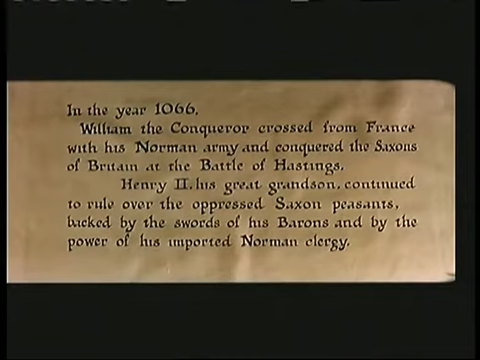 In the year 1066,
William the Conqueror crossed from France
with his Norman army and conquered the Saxons
of Britain at the Battle of Hastings.
Henry II, his great grandson, continued
to rule over the oppressed Saxon peasants,
backed by the swords of his Barons and by the
power of his imported Norman clergy.